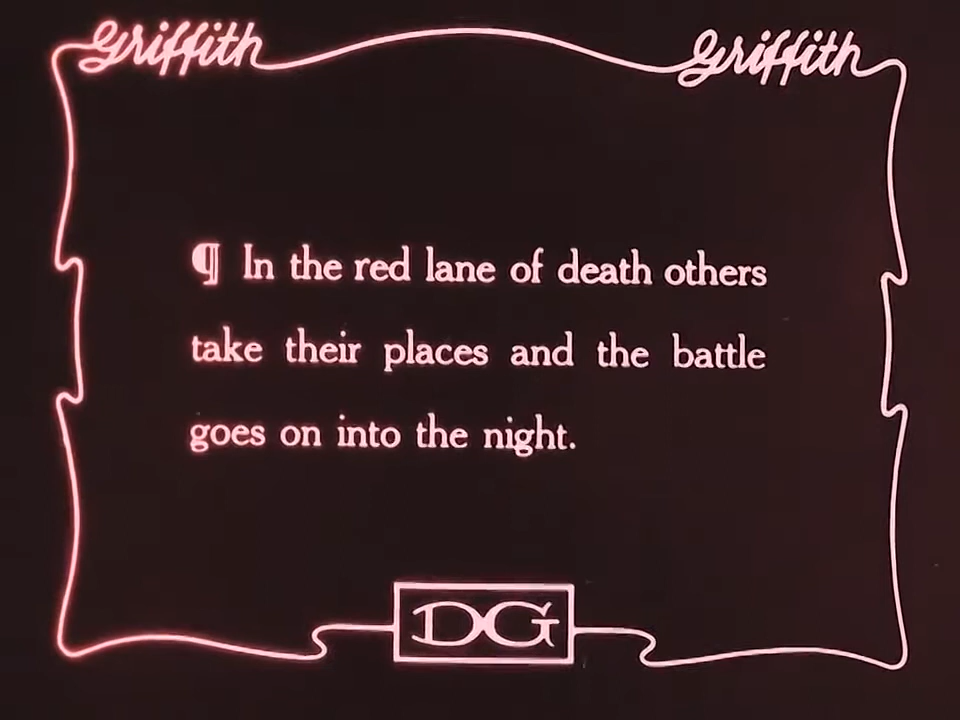 Griffith Griffith
¶ In the red lane of death others
take their places and the battle
goes on into the night.
DG